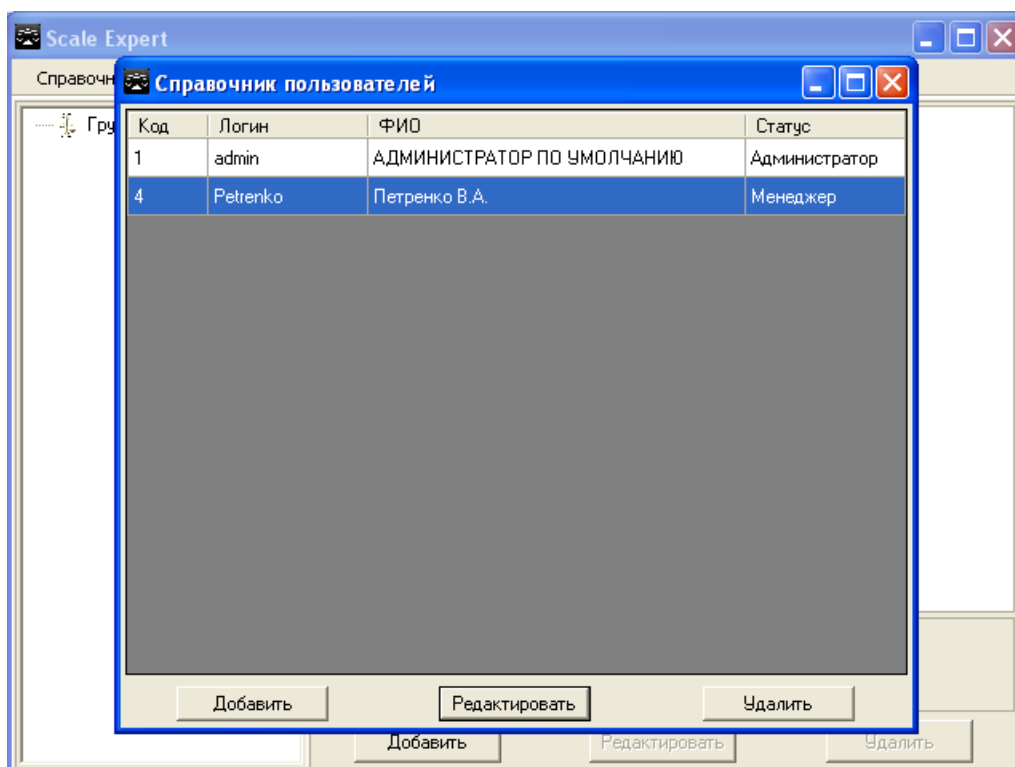 Scale Expert
Справочн
Справочник пользователей
Гру
Код Логин ФИО Статус
1 admin АДМИНИСТРАТОР ПО УМОЛЧАНИЮ Администратор
4 Petrenko Петренко В.А. Менеджер
Добавить Редактировать Удалить
Добавить Редактировать Удалить